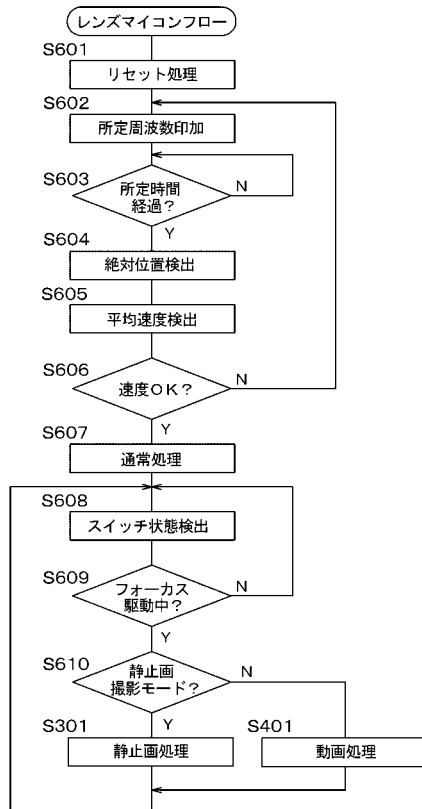 レンズマイコンフロー
S601
リセット処理
S602
所定周波数印加
S603
所定時間
経過？
N
Y
S604
絶対位置検出
S605
平均速度検出
S606
速度OK？
N
Y
S607
通常処理
S608
スイッチ状態検出
S609
フォーカス
駆動中？
N
Y
S610
静止画
撮影モード？
N
Y
S301
静止画処理
S401
動画処理